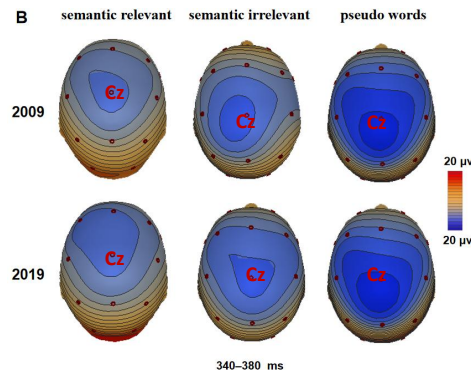 B
semantic relevant semantic irrelevant pseudo words
2009
Cz Cz Cz
20 µv
20 µv
2019
Cz Cz Cz
340–380 ms